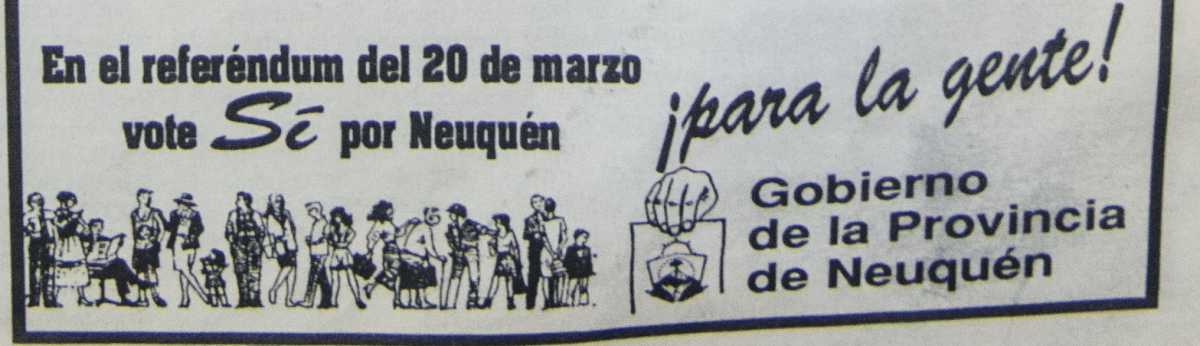 En el referéndum del 20 de marzo
vote Sí por Neuquén
¡para la gente!
Gobierno
de la Provincia
de Neuquén